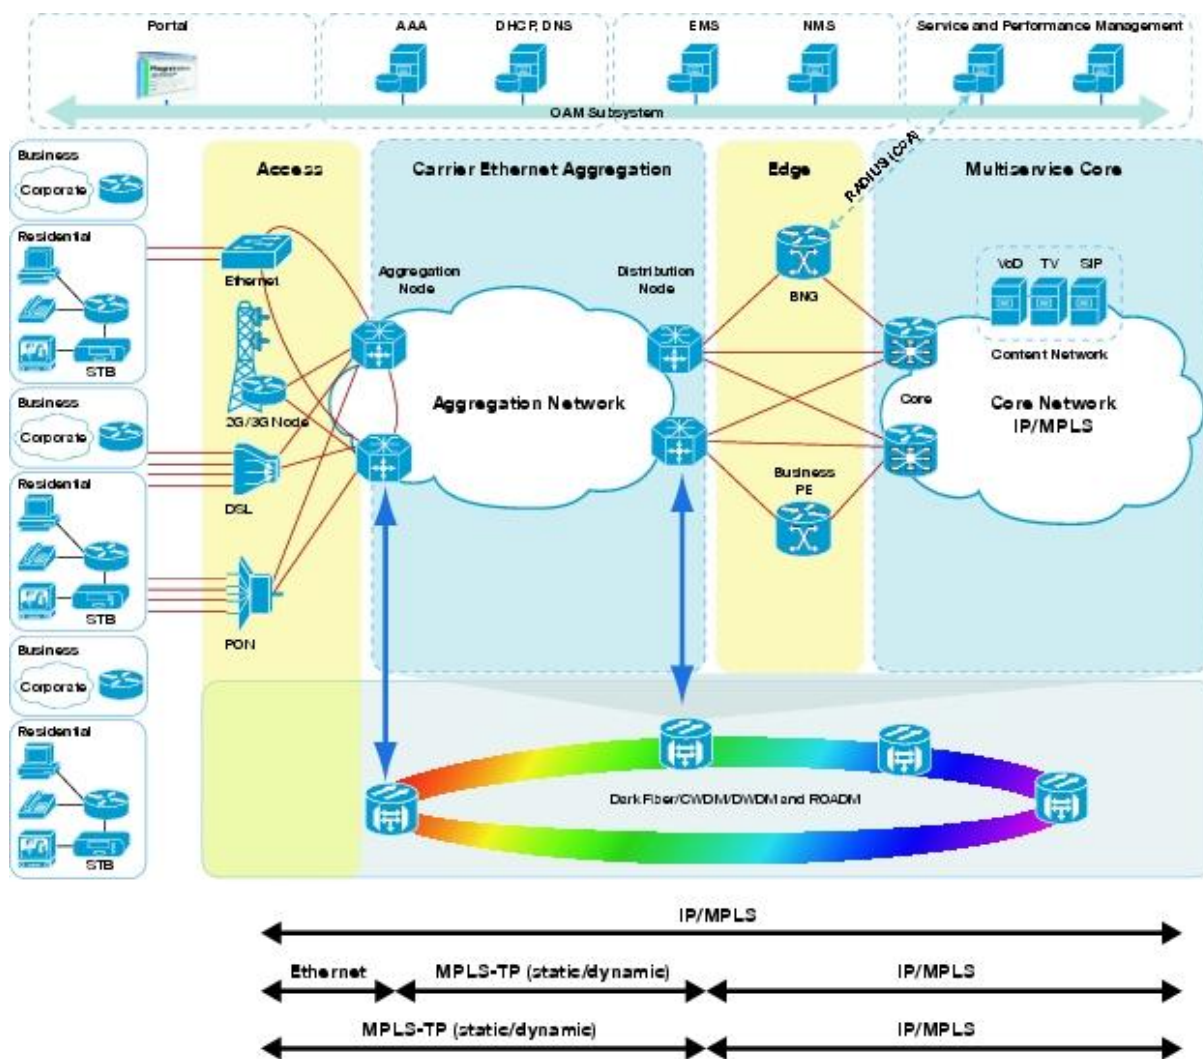 Portal
AAA
DHCP, DNS
EMS
NMS
Service and Performance Management
OAM Subsystem
RADIUS (CoA)
Business
Corporate
Residential
STB
Business
Corporate
Residential
STB
Business
Corporate
Residential
STB
Access
Carrier Ethernet Aggregation
Edge
Multiservice Core
Ethernet
2G/3G Node
DSL
PON
Aggregation
Node
Aggregation Network
Distribution
Node
BNG
Business
PE
VoD
TV
SIP
Content Network
Core
Core Network
IP/MPLS
Dark Fiber/CWDM/DWDM and ROADM
IP/MPLS
Ethernet
MPLS-TP (static/dynamic)
IP/MPLS
MPLS-TP (static/dynamic)
IP/MPLS